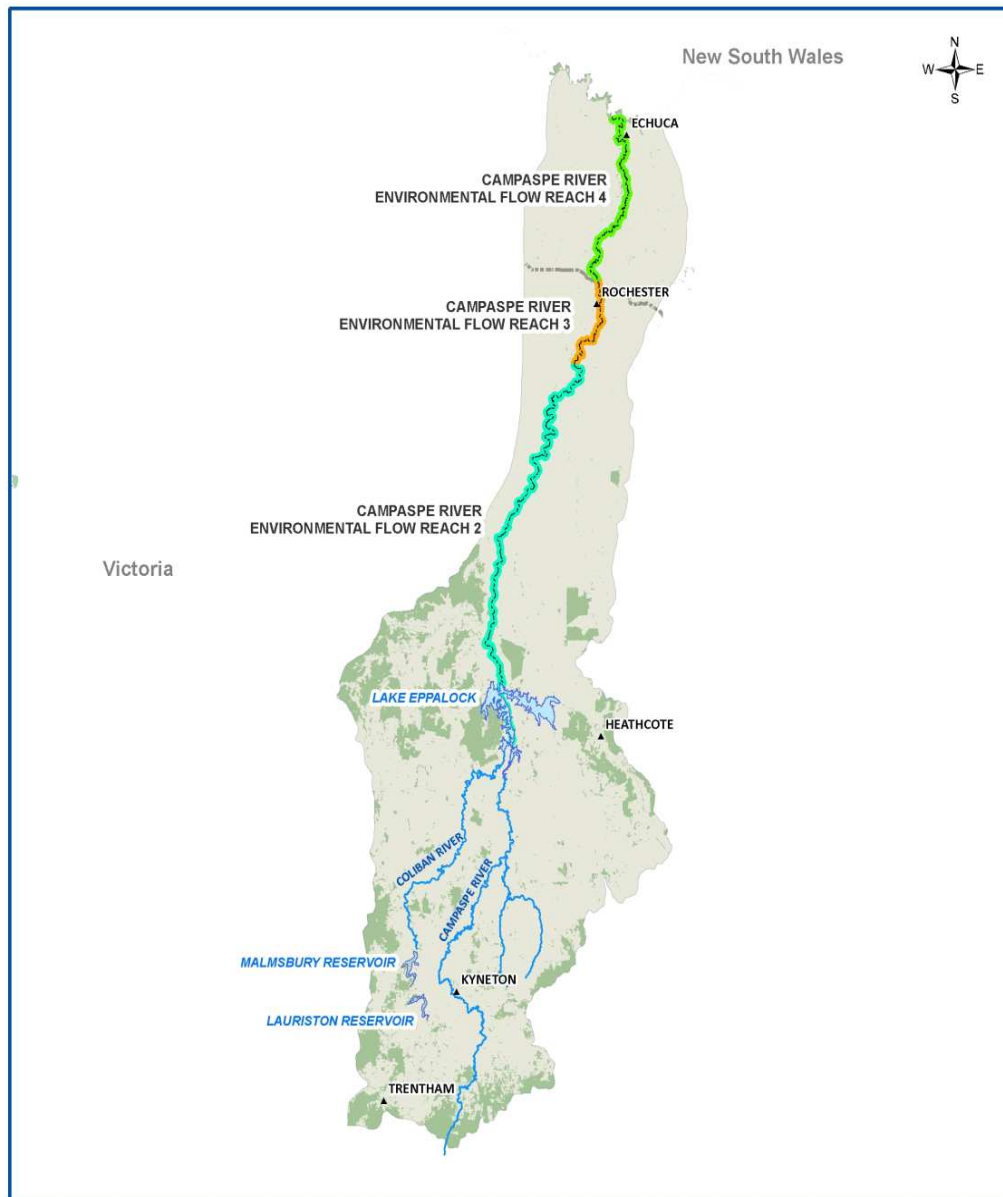 New South Wales
N
W E
S
ECHUCA
CAMPASPE RIVER
ENVIRONMENTAL FLOW REACH 4
ROCHESTER
CAMPASPE RIVER
ENVIRONMENTAL FLOW REACH 3
CAMPASPE RIVER
ENVIRONMENTAL FLOW REACH 2
Victoria
LAKE EPPALOCK
HEATHCOTE
COLIBAN RIVER
CAMPASPE RIVER
MALMSBURY RESERVOIR
KYNETON
LAURISTON RESERVOIR
TRENTHAM